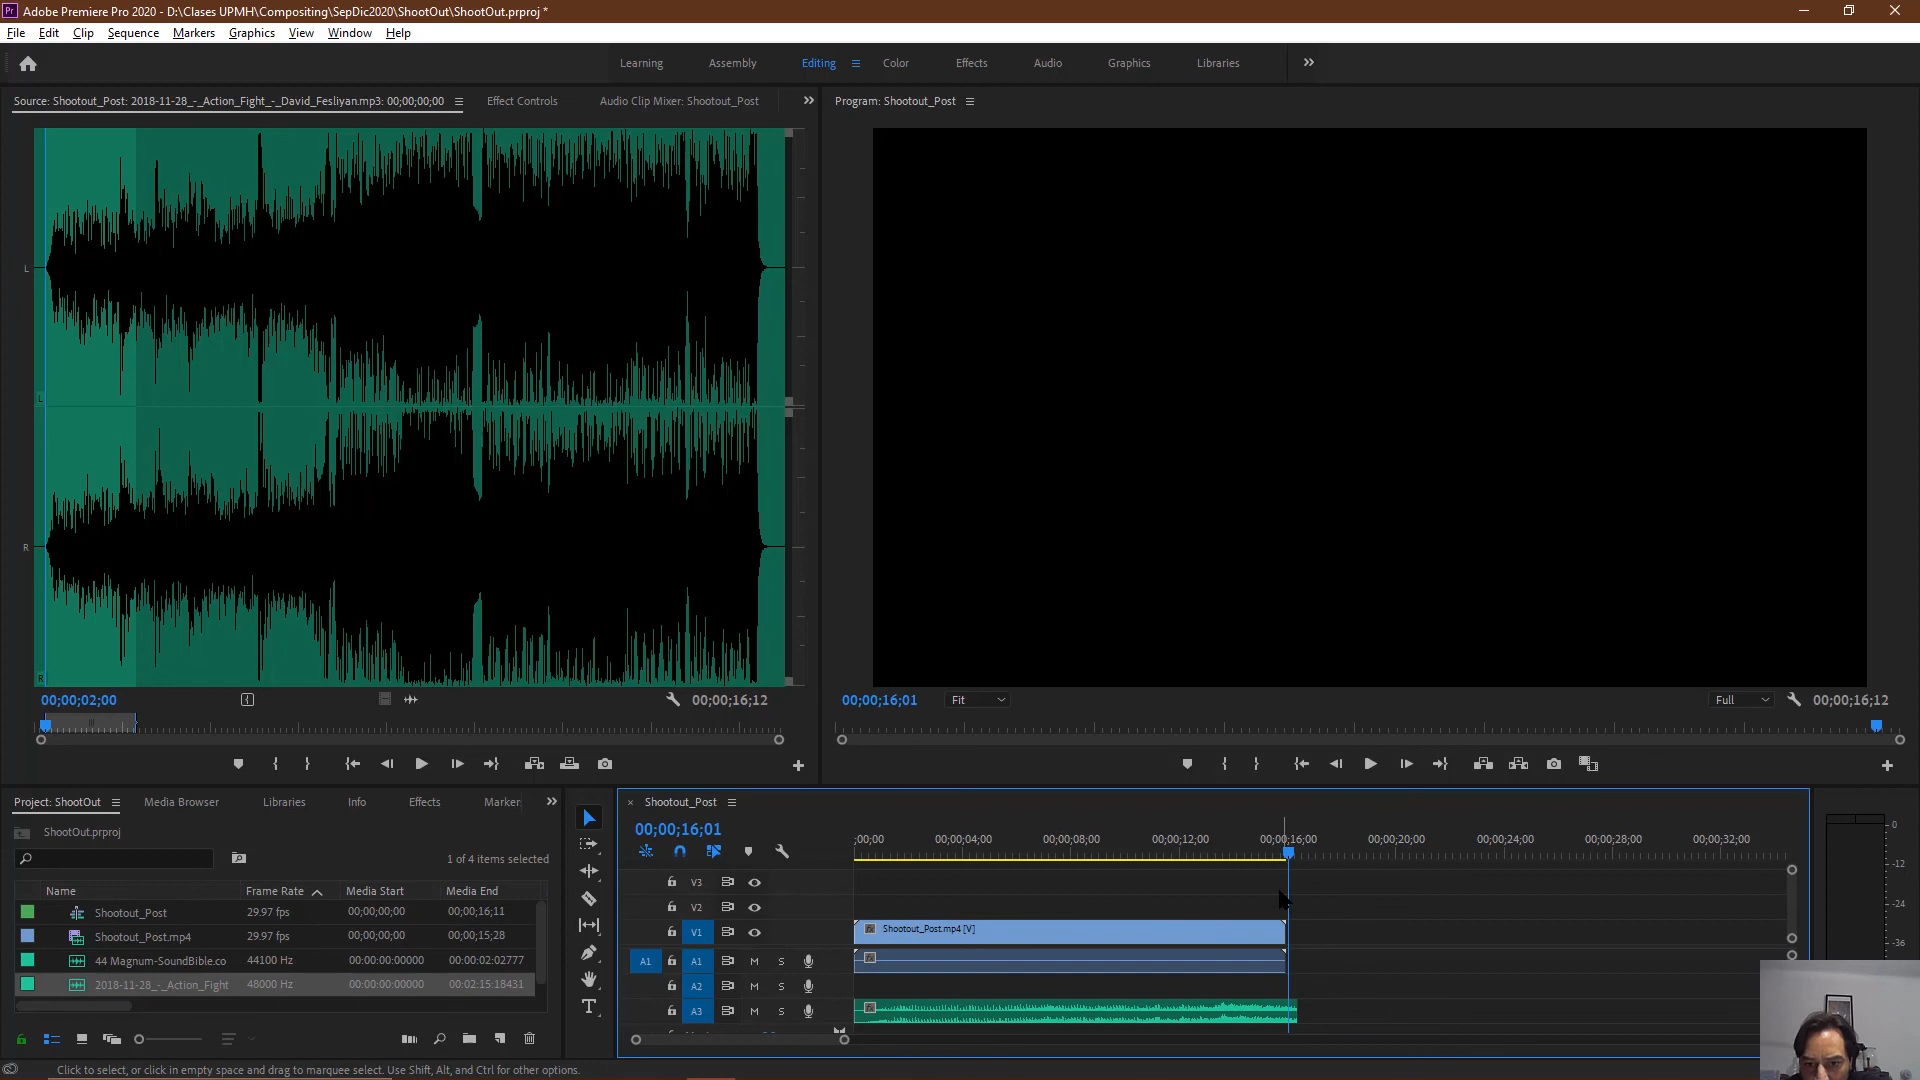 Adobe Premiere Pro 2020 - D:\Clases UPMH\Compositing\SepDic2020\ShootOut\ShootOut.prproj *
File Edit Clip Sequence Markers Graphics View Window Help
Learning Assembly Editing Color Effects Audio Graphics Libraries
Source: Shootout_Post: 2018-11-28_-_Action_Fight_-_David_Fesliyan.mp3: 00;00;00;00 Effect Controls Audio Clip Mixer: Shootout_Post
Program: Shootout_Post
L
L
R
R
00;00;02;00 00;00;16;12
00;00;16;01 Fit Full 00;00;16;12
Project: ShootOut Media Browser Libraries Info Effects Marker
ShootOut.prproj
1 of 4 items selected
Name Frame Rate Media Start Media End
Shootout_Post 29.97 fps 00;00;00;00 00;00;16;11
Shootout_Post.mp4 29.97 fps 00;00;00;00 00;00;15;28
44 Magnum-SoundBible.co 44100 Hz 00:00:00:00000 00:00:02:02777
2018-11-28_-_Action_Fight 48000 Hz 00:00:00:00000 00:02:15:18431
Shootout_Post
00;00;16;01
;00;00 00;00;04;00 00;00;08;00 00;00;12;00 00;00;16;00 00;00;20;00 00;00;24;00 00;00;28;00 00;00;32;00
V3
V2
V1 Shootout_Post.mp4 [V]
A1 A1 M S
A2 M S
A3 M S
0
-12
-24
-36
Click to select, or click in empty space and drag to marquee select. Use Shift, Alt, and Ctrl for other options.